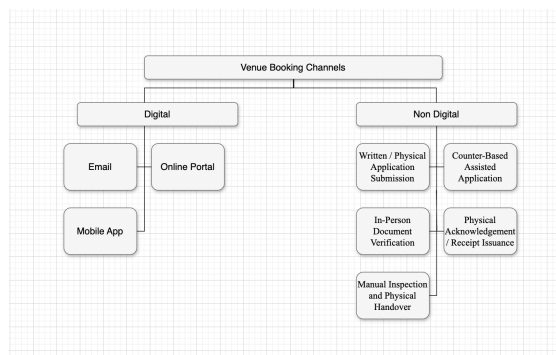 Venue Booking Channels
Digital
Non Digital
Email
Online Portal
Mobile App
Written / Physical
Application
Submission
Counter-Based
Assisted
Application
In-Person
Document
Verification
Physical
Acknowledgement
/ Receipt Issuance
Manual Inspection
and Physical
Handover